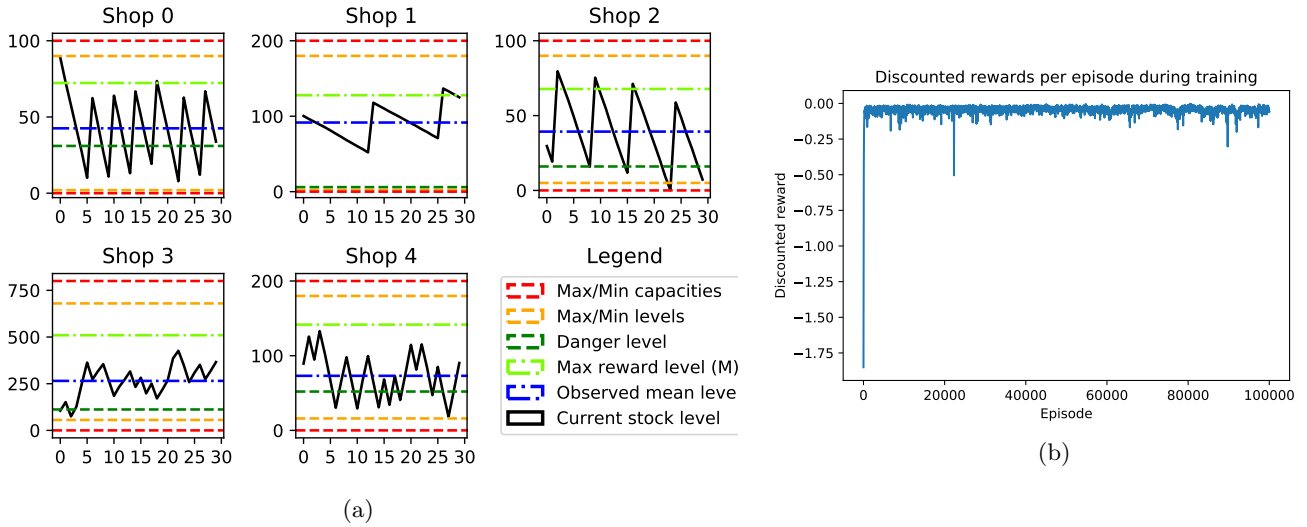 Shop 0
100
50
0
0 5 10 15 20 25 30
Shop 1
200
100
0
0 5 10 15 20 25 30
Shop 2
100
50
0
0 5 10 15 20 25 30
Shop 3
750
500
250
0
0 5 10 15 20 25 30
Shop 4
200
100
0
0 5 10 15 20 25 30
Legend
Max/Min capacities
Max/Min levels
Danger level
Max reward level (M)
Observed mean leve
Current stock level
(a)
Discounted rewards per episode during training
Discounted reward
0.00
−0.25
−0.50
−0.75
−1.00
−1.25
−1.50
−1.75
0 20000 40000 60000 80000 100000
Episode
(b)